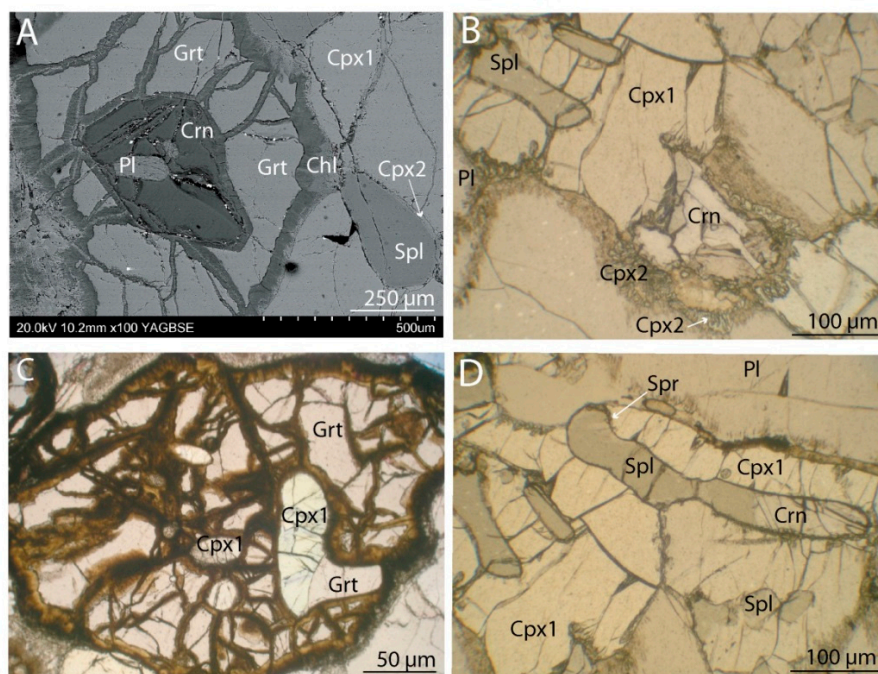 A
Grt
Cpx1
Crn
Pl
Grt
Chl
Cpx2
Spl
250 µm
20.0kV 10.2mm x100 YAGBSE
500um
B
Spl
Cpx1
Pl
Crn
Cpx2
Cpx2
100 µm
C
Grt
Cpx1
Cpx1
Grt
50 µm
D
Spr
Pl
Spl
Cpx1
Crn
Spl
Cpx1
100 µm